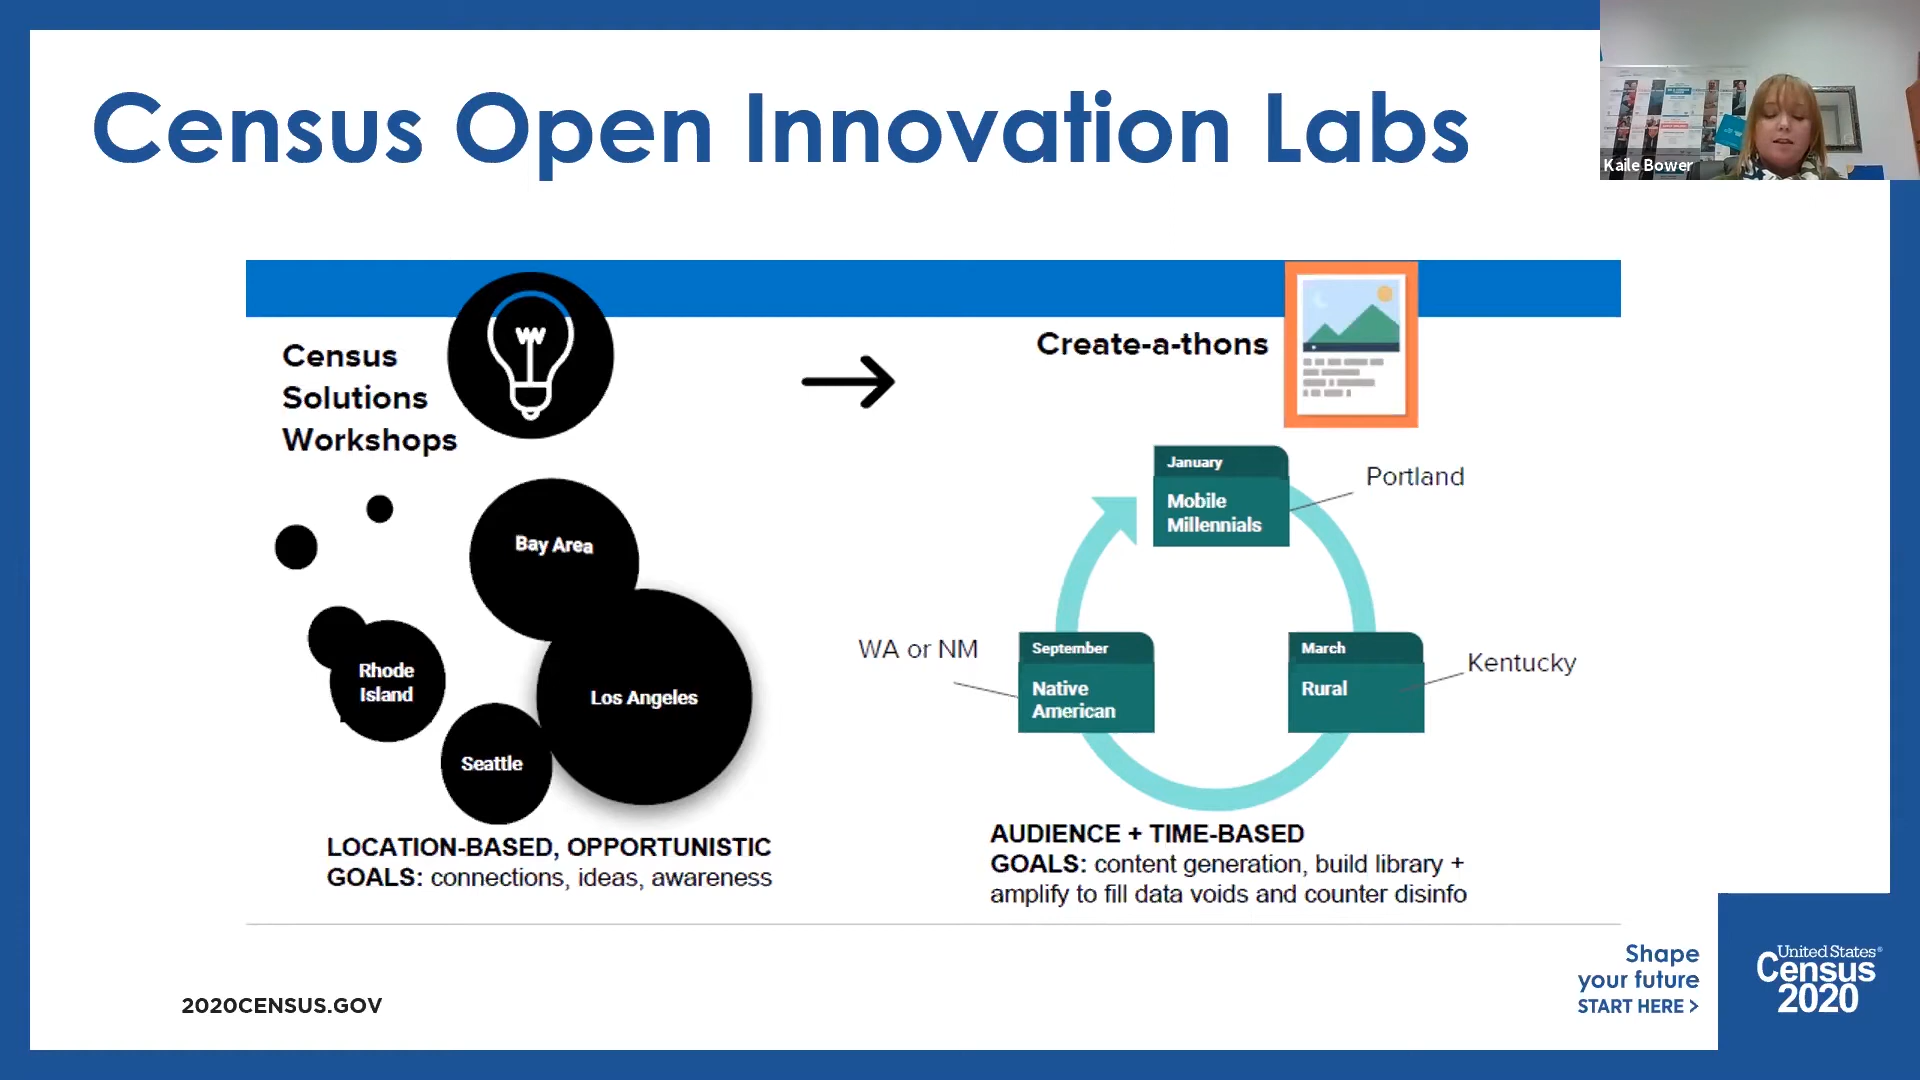 Census Open Innovation Labs
Kaile Bower
Census
Solutions
Workshops
Create-a-thons
Bay Area
Rhode
Island
Los Angeles
Seattle
January
Mobile
Millennials
Portland
WA or NM
September
Native
American
March
Rural
Kentucky
LOCATION-BASED, OPPORTUNISTIC
GOALS: connections, ideas, awareness
AUDIENCE + TIME-BASED
GOALS: content generation, build library +
amplify to fill data voids and counter disinfo
2020CENSUS.GOV
Shape
your future
START HERE >
United States®
Census
2020